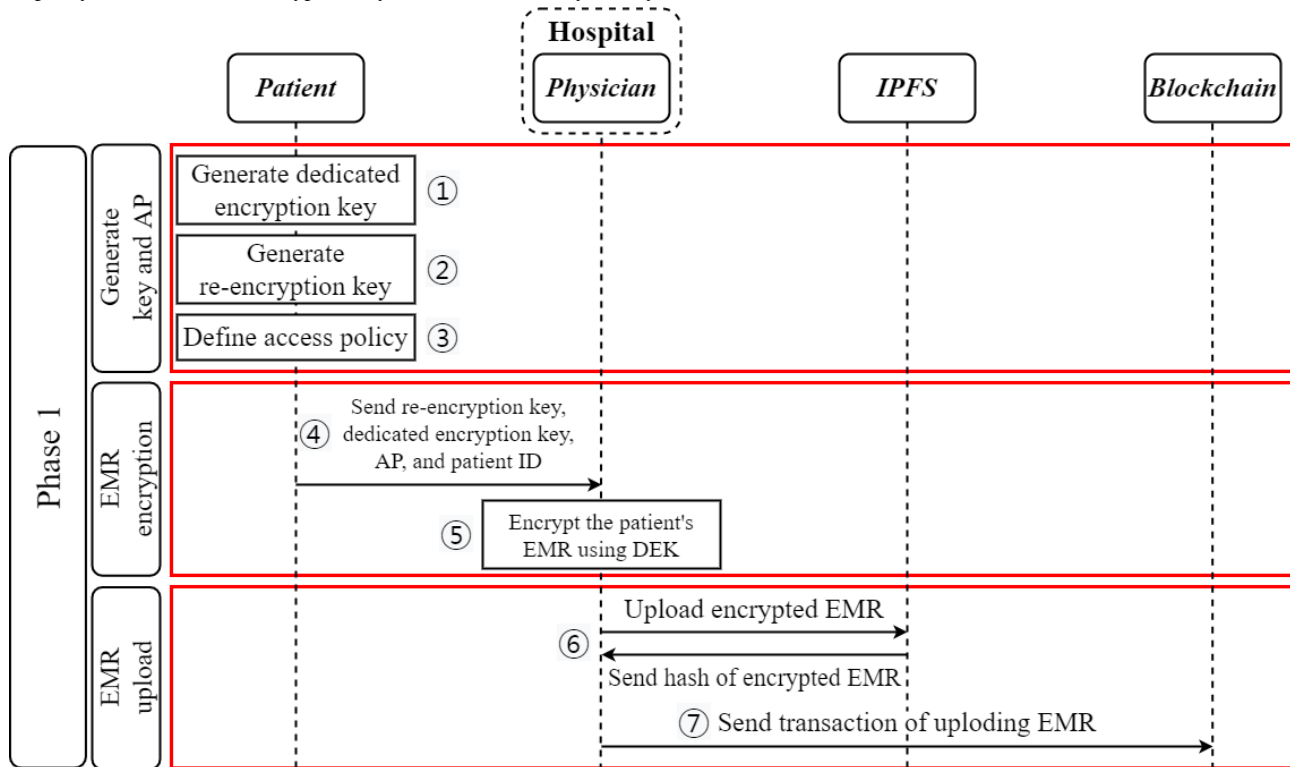 Hospital
Patient
Physician
IPFS
Blockchain
Phase 1
Generate
key and AP
Generate dedicated
encryption key
①
Generate
re-encryption key
②
Define access policy
③
EMR
encryption
④
Send re-encryption key,
dedicated encryption key,
AP, and patient ID
⑤
Encrypt the patient's
EMR using DEK
EMR
upload
Upload encrypted EMR
⑥
Send hash of encrypted EMR
⑦ Send transaction of uploding EMR